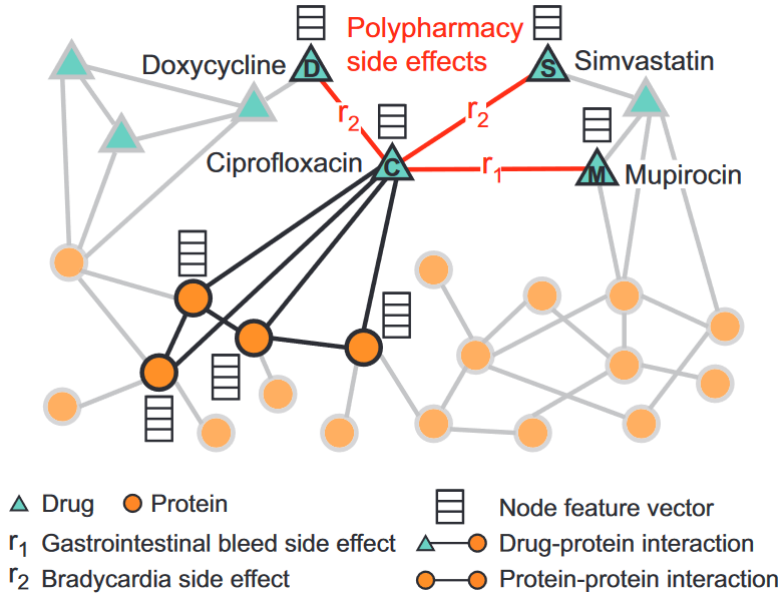 Polypharmacy
side effects
Doxycycline
D
S
Simvastatin
r2
r2
Ciprofloxacin
C
r1
M
Mupirocin
Drug
Protein
Node feature vector
r1 Gastrointestinal bleed side effect
Drug-protein interaction
r2 Bradycardia side effect
Protein-protein interaction